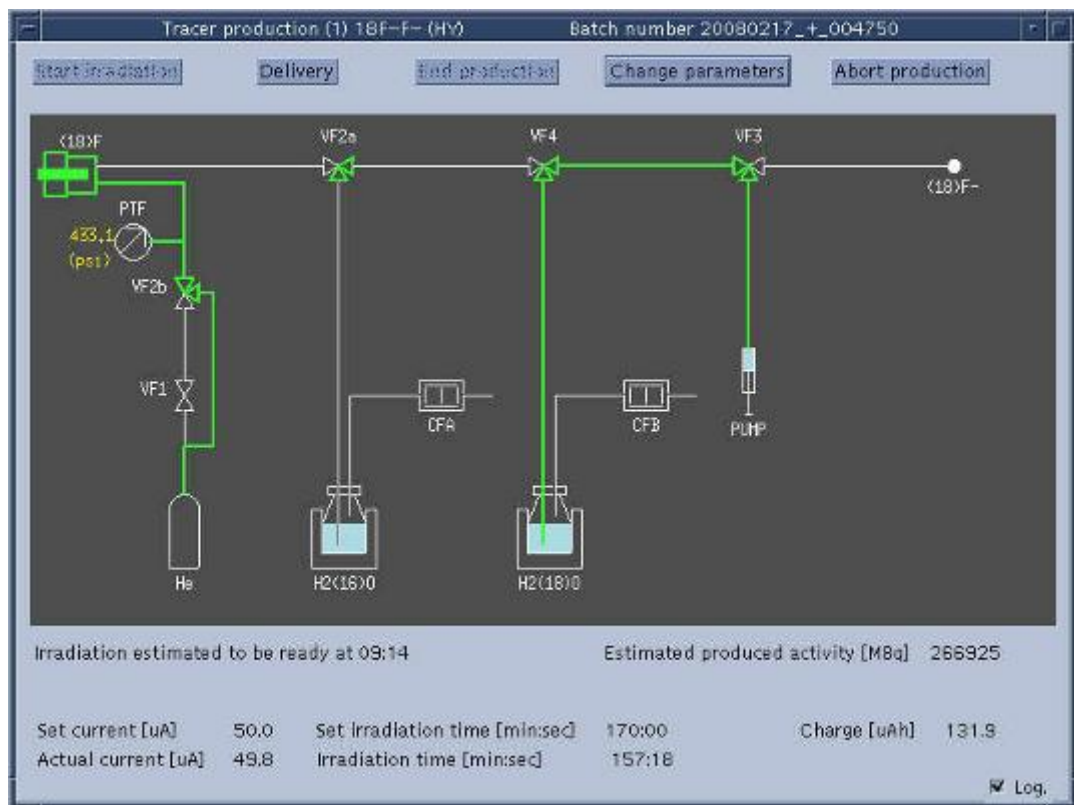 Tracer production (1) 18F-F- (HY) Batch number 20080217_+_004750
Start irradiation Delivery End production Change parameters Abort production
(18)F VF2a VF4 VF3
(18)F-
PTF
433.1
(psi)
VF2b
VF1
CFA CFB PUMP
He H2(16)O H2(18)O
Irradiation estimated to be ready at 09:14 Estimated produced activity [MBq] 266925
Set current [uA] 50.0 Set irradiation time [min:sec] 170:00 Charge [uAh] 131.9
Actual current [uA] 49.8 Irradiation time [min:sec] 157:18
Log.